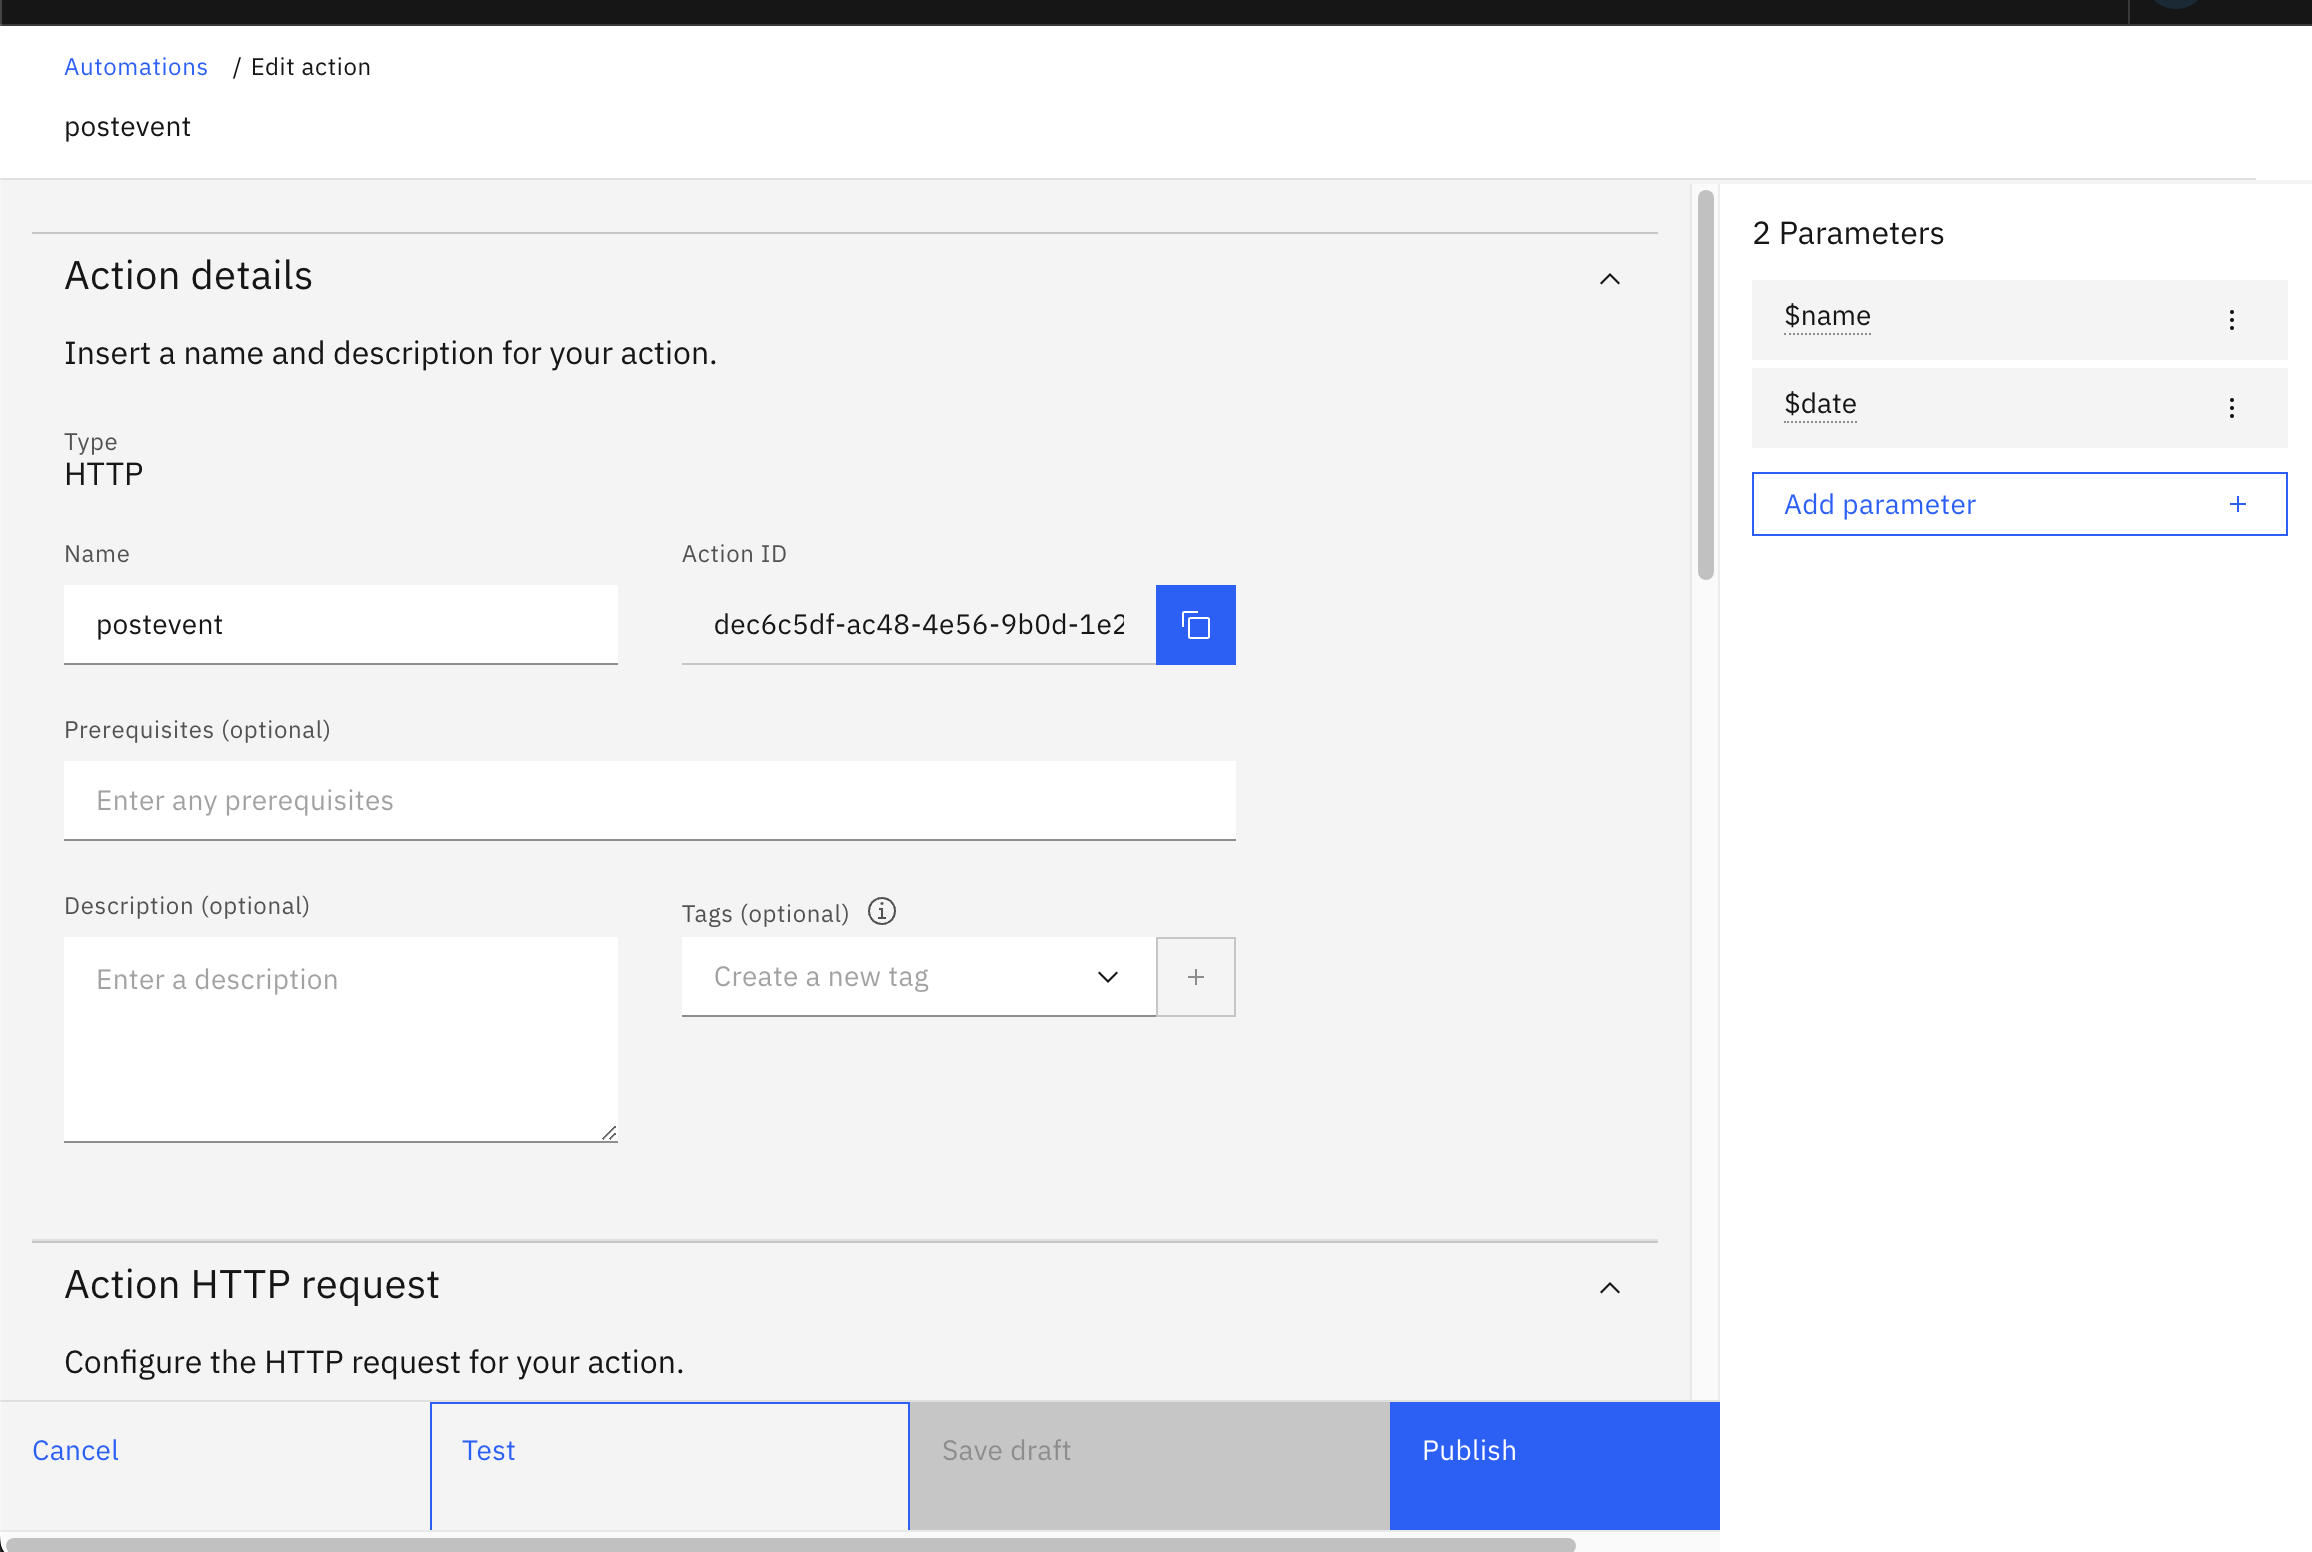 Automations / Edit action
postevent
Action details
Insert a name and description for your action.
Type
HTTP
Name
Action ID
postevent
dec6c5df-ac48-4e56-9b0d-1e2
Prerequisites (optional)
Enter any prerequisites
Description (optional)
Tags (optional)
Enter a description
Create a new tag
Action HTTP request
Configure the HTTP request for your action.
Cancel
Test
Save draft
Publish
2 Parameters
$name
$date
Add parameter +